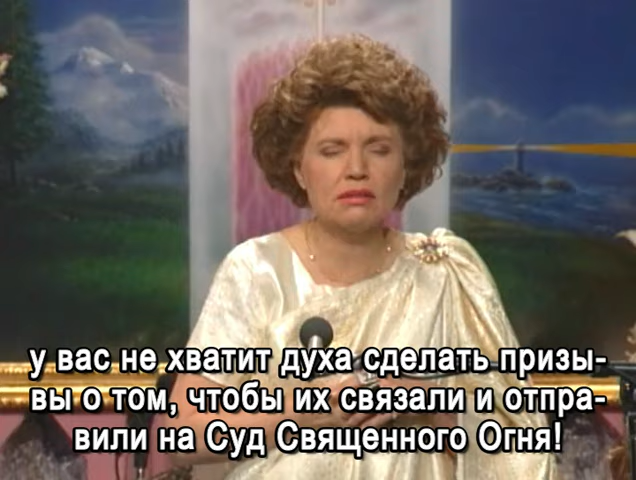 у вас не хватит духа сделать призы-
вы о том, чтобы их связали и отпра-
вили на Суд Священного Огня!